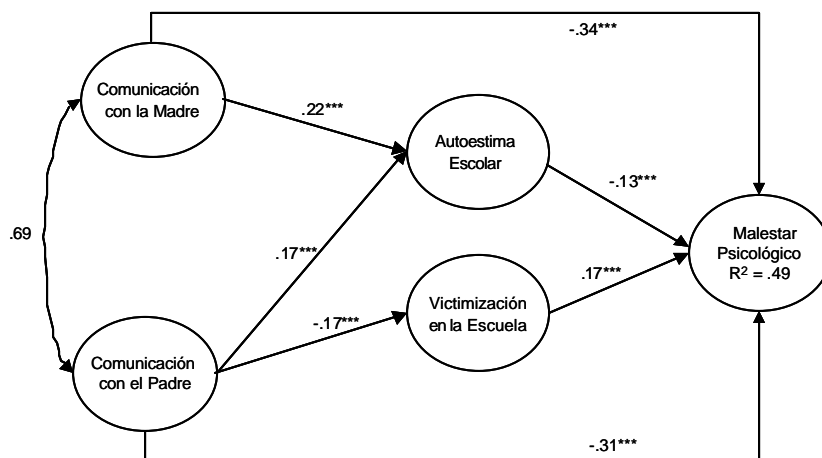 -.34***
Comunicación
con la Madre
.22***
Autoestima
Escolar
-.13***
.69
.17***
Malestar
Psicológico
R² = .49
.17***
Victimización
en la Escuela
-.17***
Comunicación
con el Padre
-.31***